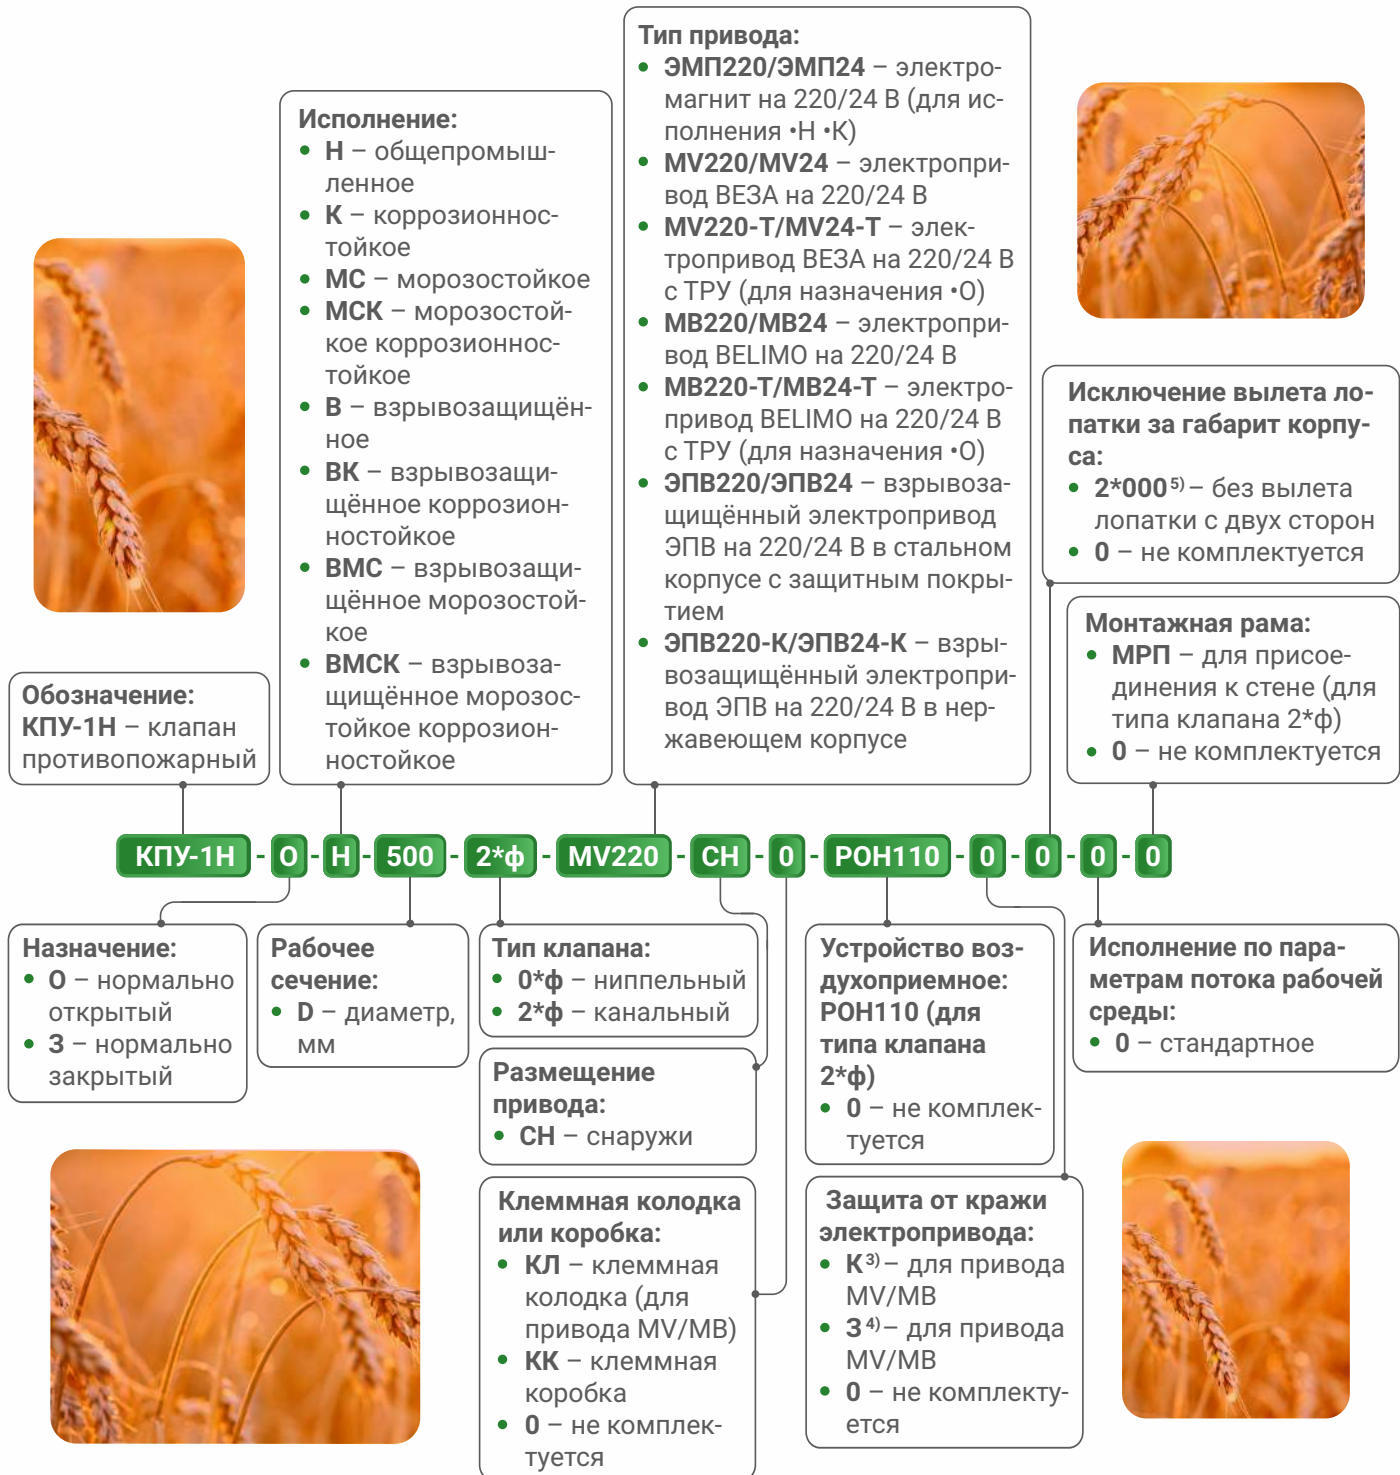 Тип привода:
ЭМП220/ЭМП24 – электро-
магнит на 220/24 В (для ис-
полнения •Н •К)
MV220/MV24 – электропри-
вод ВЕЗА на 220/24 В
MV220-T/MV24-T – элек-
тропривод ВЕЗА на 220/24 В
с ТРУ (для назначения •О)
MB220/MB24 – электропри-
вод BELIMO на 220/24 В
MB220-T/MB24-T – электро-
привод BELIMO на 220/24 В
с ТРУ (для назначения •О)
ЭПВ220/ЭПВ24 – взрывоза-
щищённый электропривод
ЭПВ на 220/24 В в стальном
корпусе с защитным покры-
тием
ЭПВ220-К/ЭПВ24-К – взры-
возащищённый электропри-
вод ЭПВ на 220/24 В в нер-
жавеющем корпусе
Исполнение:
Н – общепромыш-
ленное
К – коррозионнос-
тойкое
МС – морозостойкое
МСК – морозостой-
кое коррозионнос-
тойкое
В – взрывозащищён-
ное
ВК – взрывозащи-
щённое коррозион-
ностойкое
ВМС – взрывозащи-
щённое морозостой-
кое
ВМСК – взрывоза-
щищённое морозос-
тойкое коррозион-
ностойкое
Исключение вылета ло-
патки за габарит корпу-
са:
2*000 5) – без вылета
лопатки с двух сторон
0 – не комплектуется
Монтажная рама:
МРП – для присое-
динения к стене (для
типа клапана 2*ф)
0 – не комплектуется
Обозначение:
КПУ-1Н – клапан
противопожарный
КПУ-1Н - О - Н - 500 - 2*ф - MV220 - СН - 0 - РОН110 - 0 - 0 - 0 - 0
Назначение:
О – нормально
открытый
З – нормально
закрытый
Рабочее
сечение:
D – диаметр,
мм
Тип клапана:
0*ф – ниппельный
2*ф – канальный
Размещение
привода:
СН – снаружи
Клеммная колодка
или коробка:
КЛ – клеммная
колодка (для
привода MV/MB)
КК – клеммная
коробка
0 – не комплек-
туется
Устройство воз-
духоприемное:
РОН110 (для
типа клапана
2*ф)
0 – не комплек-
туется
Защита от кражи
электропривода:
К 3) – для привода
MV/MB
З 4) – для привода
MV/MB
0 – не комплекту-
ется
Исполнение по пара-
метрам потока рабочей
среды:
0 – стандартное